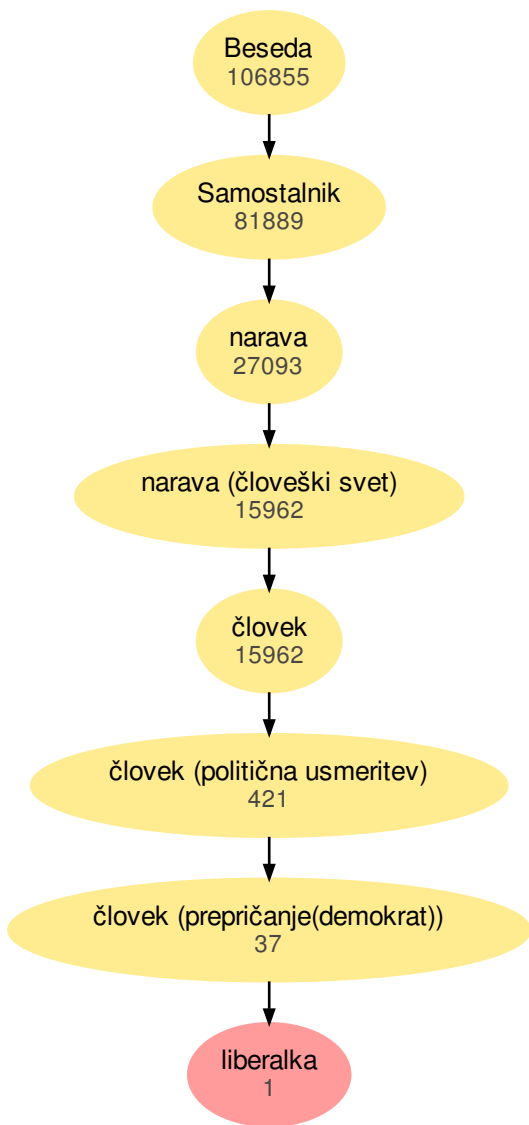 Beseda
106855
Samostalnik
81889
narava
27093
narava (človeški svet)
15962
človek
15962
človek (politična usmeritev)
421
človek (prepričanje(demokrat))
37
liberalka
1